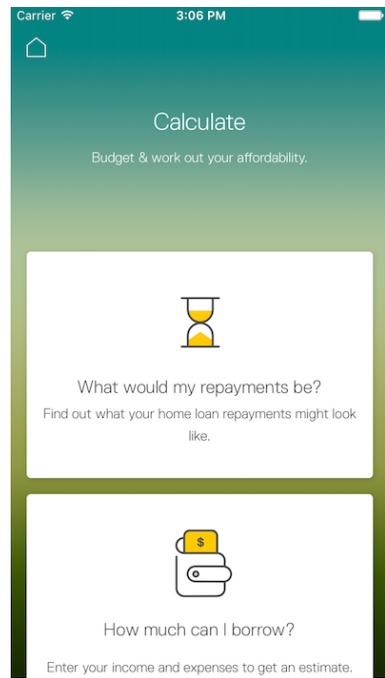 Carrier 3:06 PM
Calculate
Budget & work out your affordability.
What would my repayments be?
Find out what your home loan repayments might look
like.
$
How much can I borrow?
Enter your income and expenses to get an estimate.